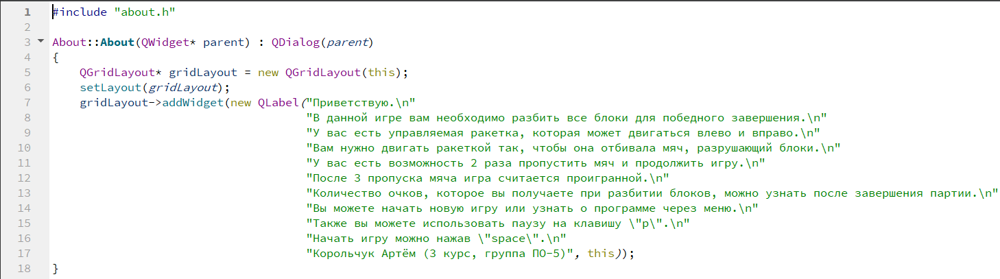 1 #include "about.h"
2
3 About::About(QWidget* parent) : QDialog(parent)
4 {
5     QGridLayout* gridLayout = new QGridLayout(this);
6     setLayout(gridLayout);
7     gridLayout->addWidget(new QLabel("Приветствую.\n"
8                                      "В данной игре вам необходимо разбить все блоки для победного завершения.\n"
9                                      "У вас есть управляемая ракетка, которая может двигаться влево и вправо.\n"
10                                      "Вам нужно двигать ракеткой так, чтобы она отбивала мяч, разрушающий блоки.\n"
11                                      "У вас есть возможность 2 раза пропустить мяч и продолжить игру.\n"
12                                      "После 3 пропуска мяча игра считается проигранной.\n"
13                                      "Количество очков, которое вы получаете при разбитии блоков, можно узнать после завершения партии.\n"
14                                      "Вы можете начать новую игру или узнать о программе через меню.\n"
15                                      "Также вы можете использовать паузу на клавишу \"p\".\n"
16                                      "Начать игру можно нажав \"space\".\n"
17                                      "Корольчук Артём (3 курс, группа ПО-5)", this));
18 }